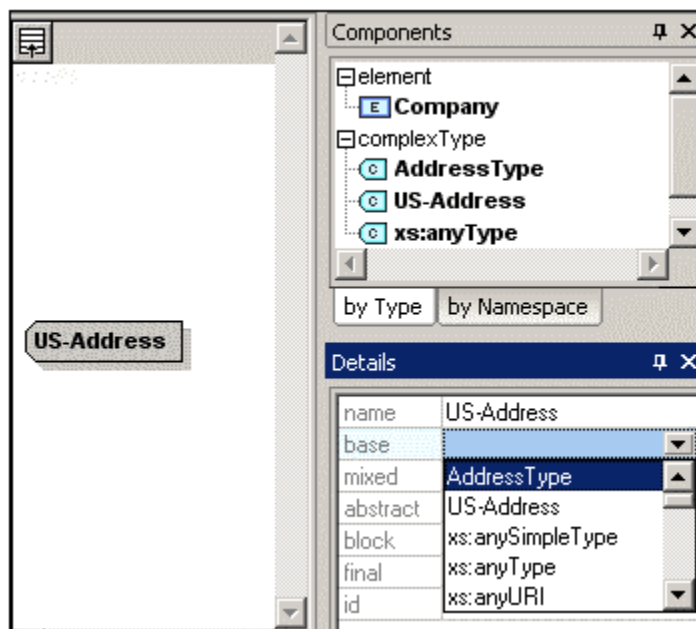 Components
element
E Company
complexType
C AddressType
C US-Address
C xs:anyType
by Type by Namespace
US-Address
Details
name US-Address
base
mixed AddressType
abstract US-Address
block xs:anySimpleType
final xs:anyType
id xs:anyURI